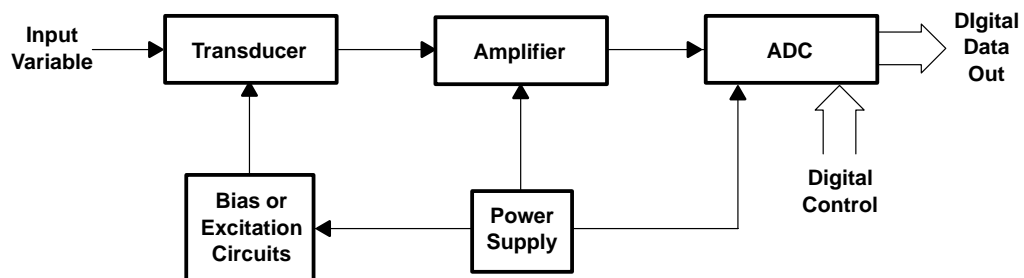 Input
Variable
Transducer
Amplifier
ADC
DIgital
Data
Out
Bias or
Excitation
Circuits
Power
Supply
Digital
Control